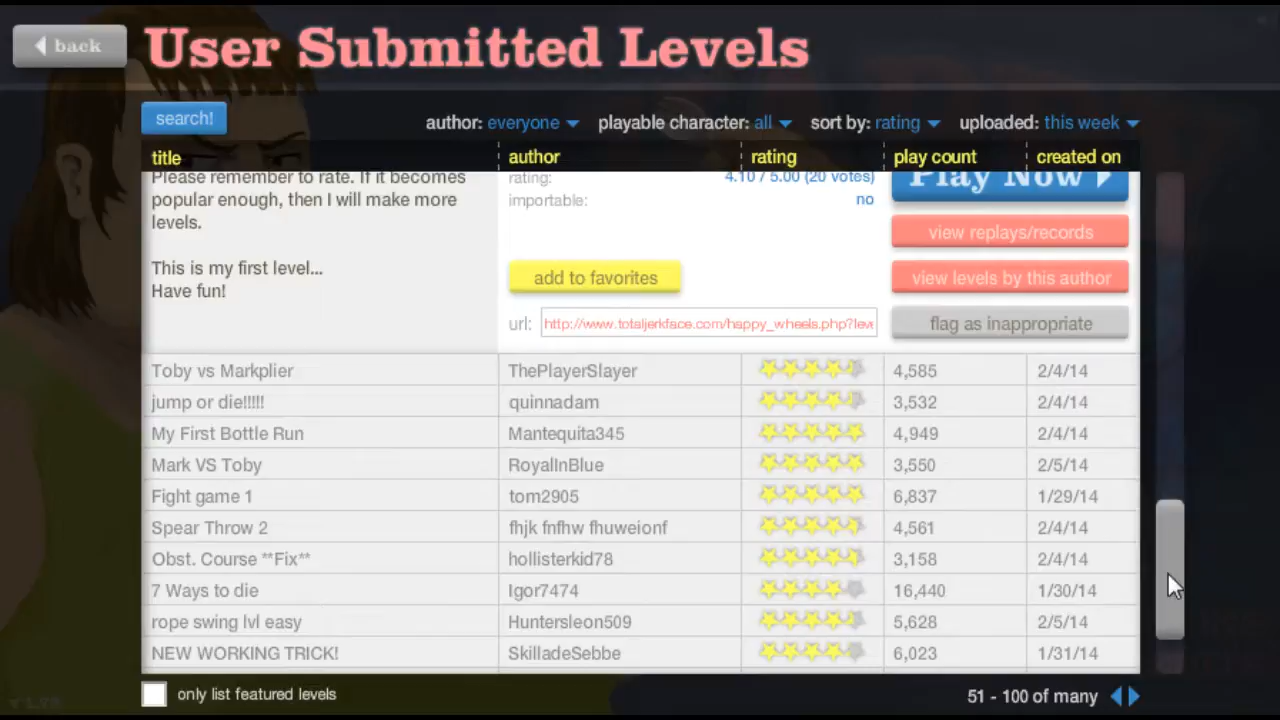 back
User Submitted Levels
search!
author: everyone playable character: all sort by: rating uploaded: this week
title author rating play count created on
Please remember to rate. If it becomes
popular enough, then I will make more
levels.
This is my first level...
Have fun!
rating: 4.10 / 5.00 (20 votes)
importable: no
add to favorites
url: http://www.totaljerkface.com/happy_wheels.php?lev
Play Now
view replays/records
view levels by this author
flag as inappropriate
Toby vs Markplier ThePlayerSlayer 4,585 2/4/14
jump or die!!!!! quinnadam 3,532 2/4/14
My First Bottle Run Mantequita345 4,949 2/4/14
Mark VS Toby RoyalInBlue 3,550 2/5/14
Fight game 1 tom2905 6,837 1/29/14
Spear Throw 2 fhjk fnfhw fhuweionf 4,561 2/4/14
Obst. Course **Fix** hollisterkid78 3,158 2/4/14
7 Ways to die Igor7474 16,440 1/30/14
rope swing lvl easy Huntersleon509 5,628 2/5/14
NEW WORKING TRICK! SkilladeSebbe 6,023 1/31/14
only list featured levels
51 - 100 of many